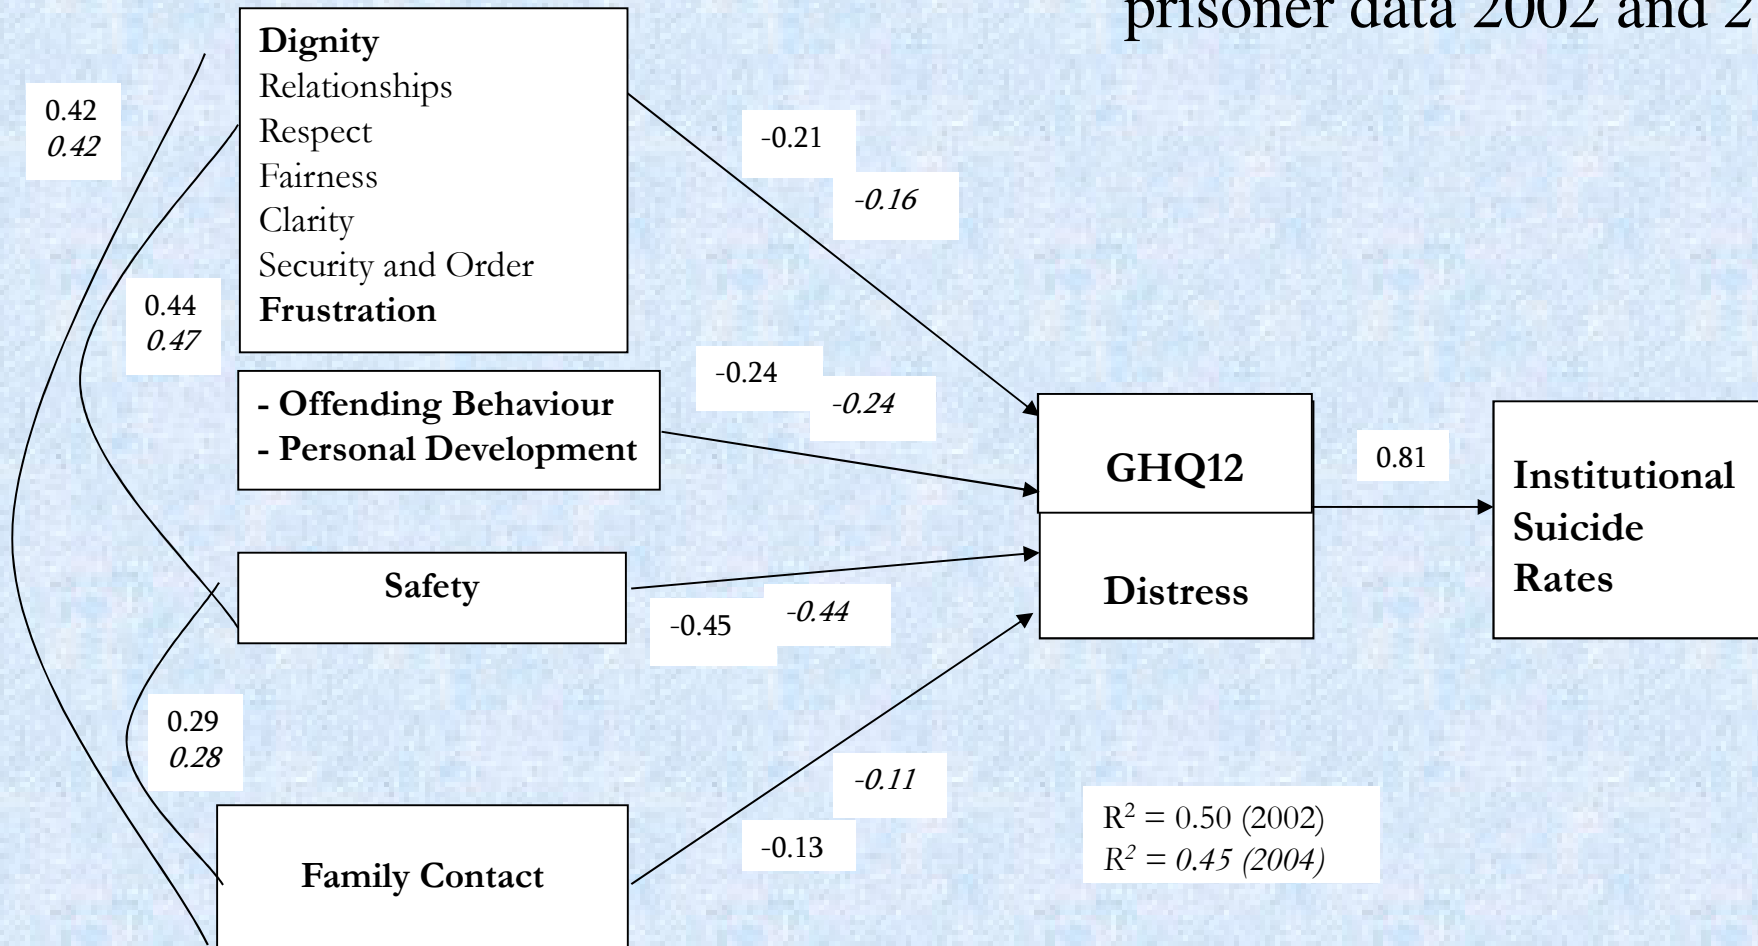 prisoner data 2002 and 2
Dignity
Relationships
Respect
Fairness
Clarity
Security and Order
Frustration
0.42
0.42
0.44
0.47
-0.21
-0.16
- Offending Behaviour
- Personal Development
-0.24
-0.24
GHQ12
Distress
0.81
Institutional
Suicide
Rates
Safety
-0.45
-0.44
0.29
0.28
Family Contact
-0.11
-0.13
R² = 0.50 (2002)
R² = 0.45 (2004)